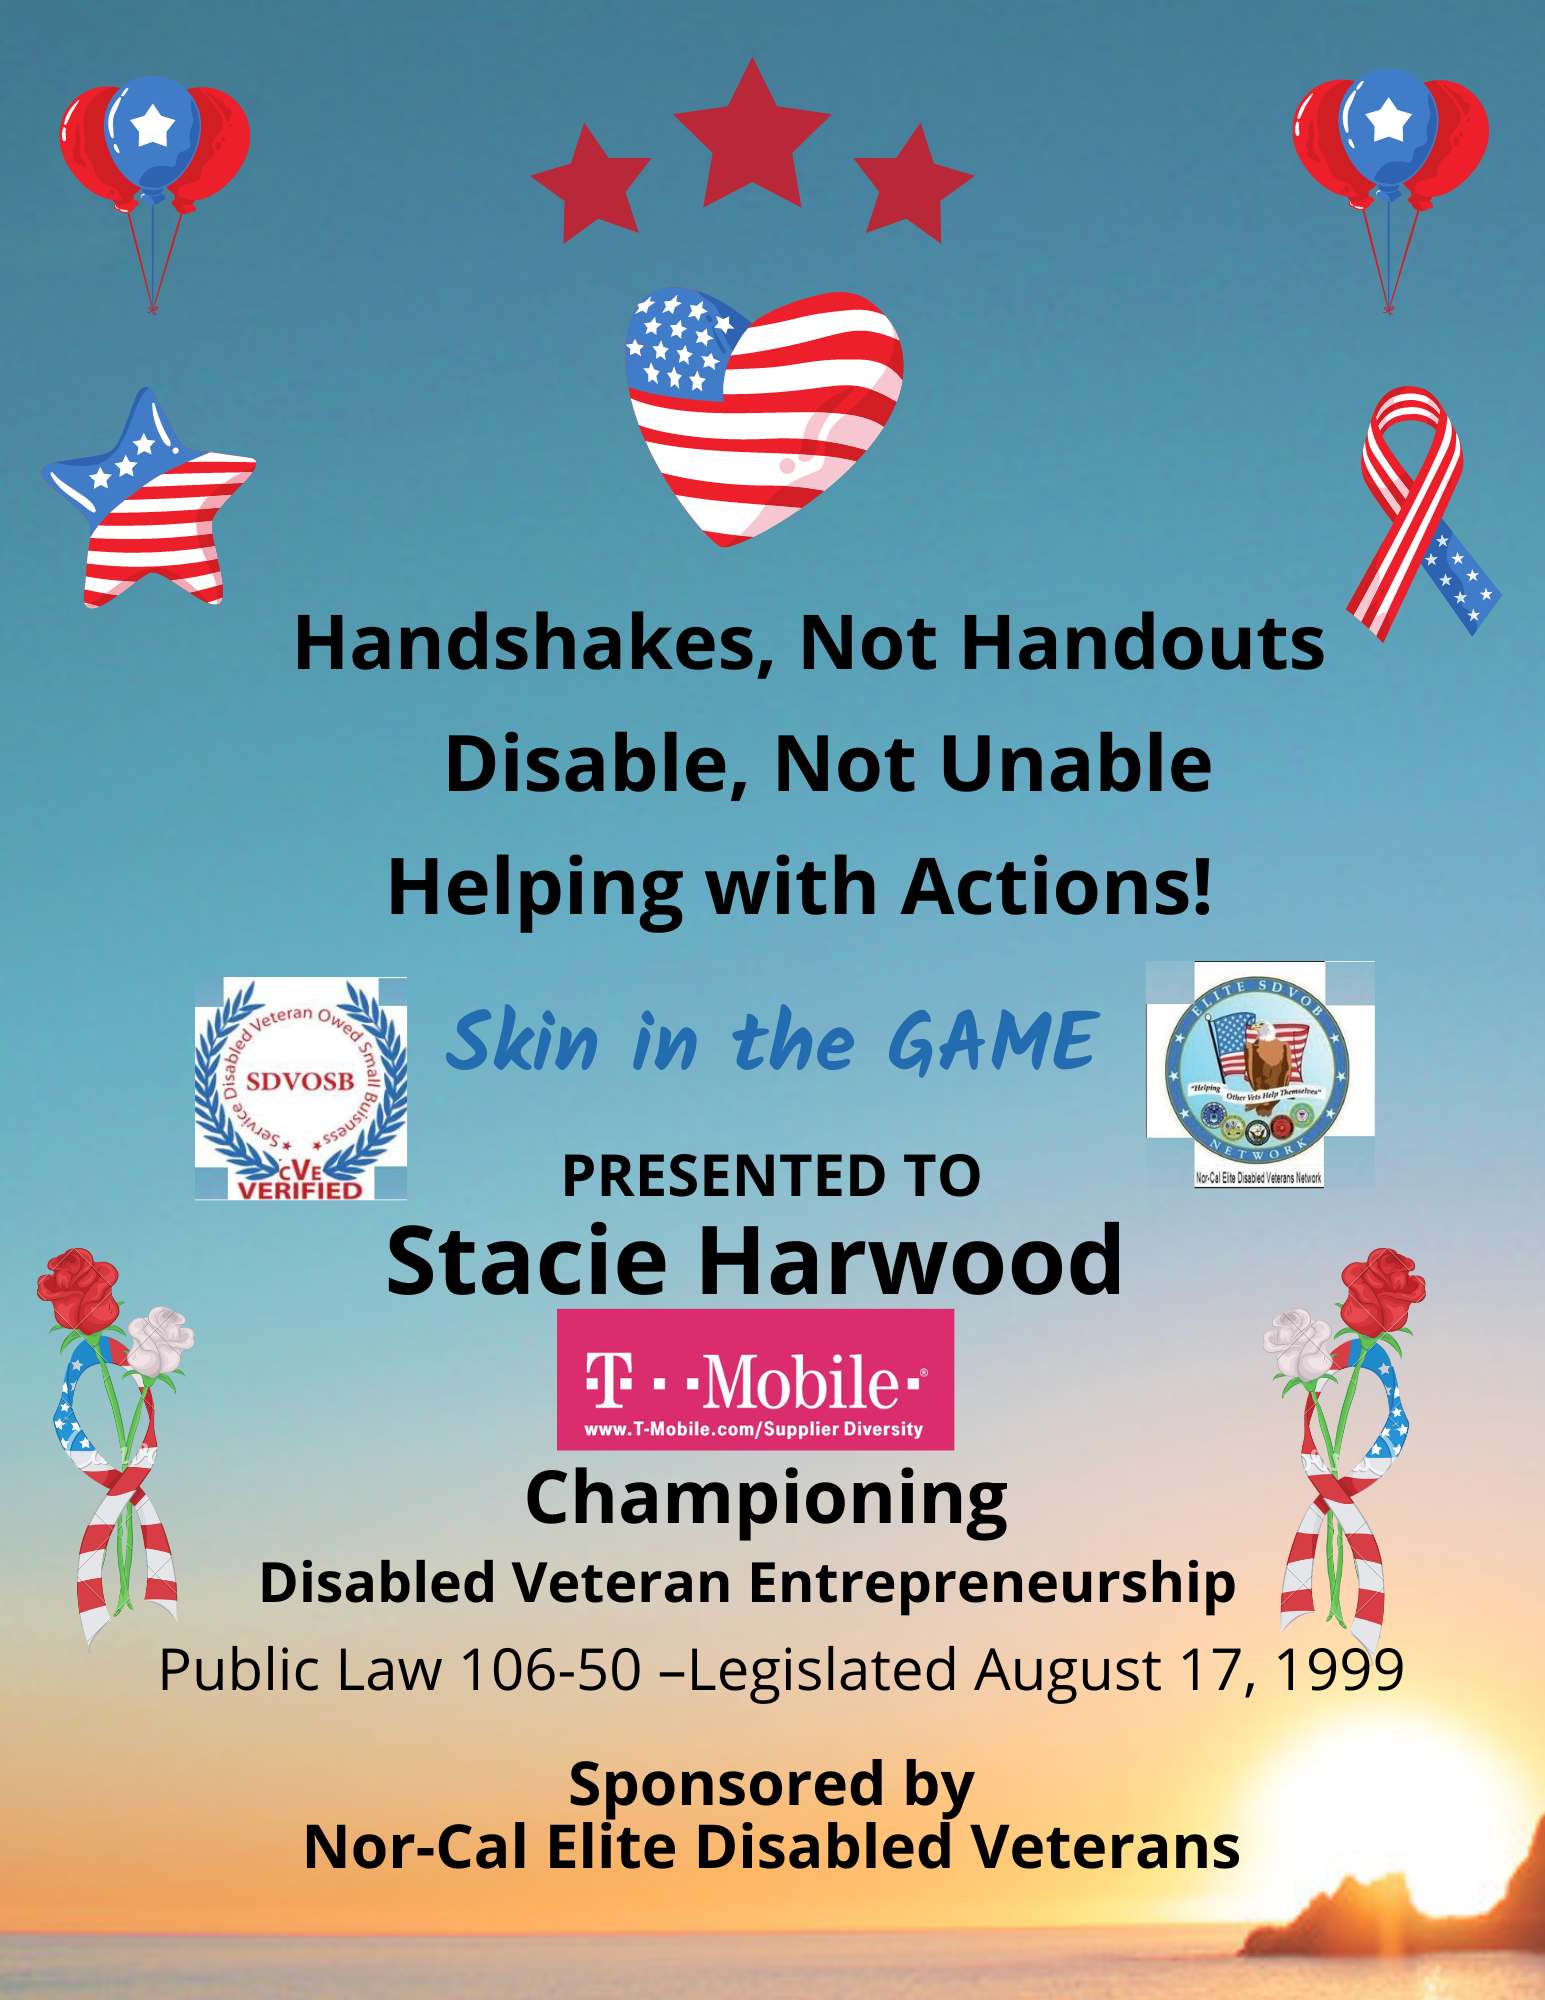 Handshakes, Not Handouts
Disable, Not Unable
Helping with Actions!
Skin in the GAME
Service Disabled Veteran Owed Small Buisness
SDVOSB
CVE
VERIFIED
ELITE SDVOB
"Helping
Other Vets Help Themselves"
NETWORK
Nor-Cal Elite Disabled Veterans Network
PRESENTED TO
Stacie Harwood
T··Mobile·®
www.T-Mobile.com/Supplier Diversity
Championing
Disabled Veteran Entrepreneurship
Public Law 106-50 –Legislated August 17, 1999
Sponsored by
Nor-Cal Elite Disabled Veterans